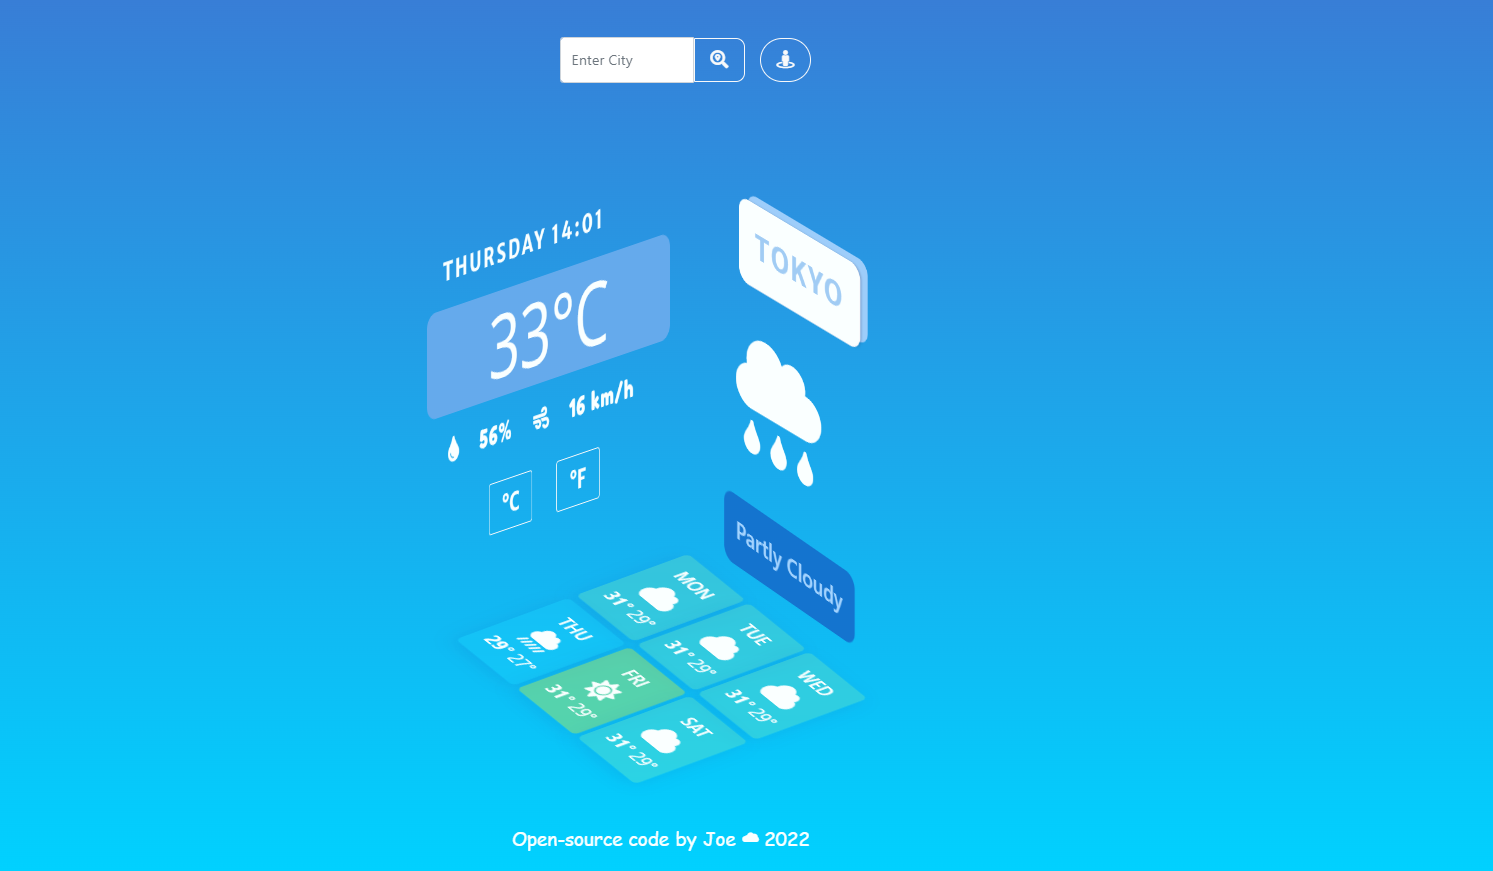 Enter City
THURSDAY 14:01
33°C
56% 16 km/h
°C °F
TOKYO
Partly Cloudy
THU
29° 27°
FRI
31° 29°
SAT
31° 29°
MON
31° 29°
TUE
31° 29°
WED
31° 29°
Open-source code by Joe 2022